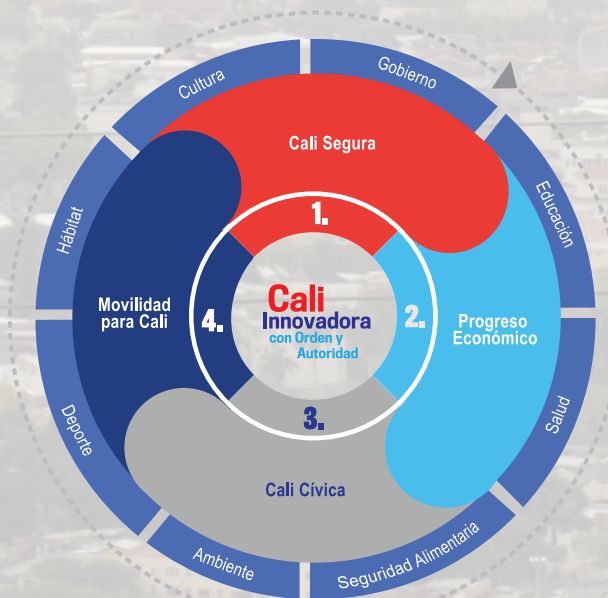 Cultura
Gobierno
Educación
Salud
Seguridad Alimentaria
Ambiente
Deporte
Hábitat
Cali Segura
1.
Cali
Innovadora
con Orden y
Autoridad
2.
Progreso
Económico
3.
Cali Cívica
4.
Movilidad
para Cali